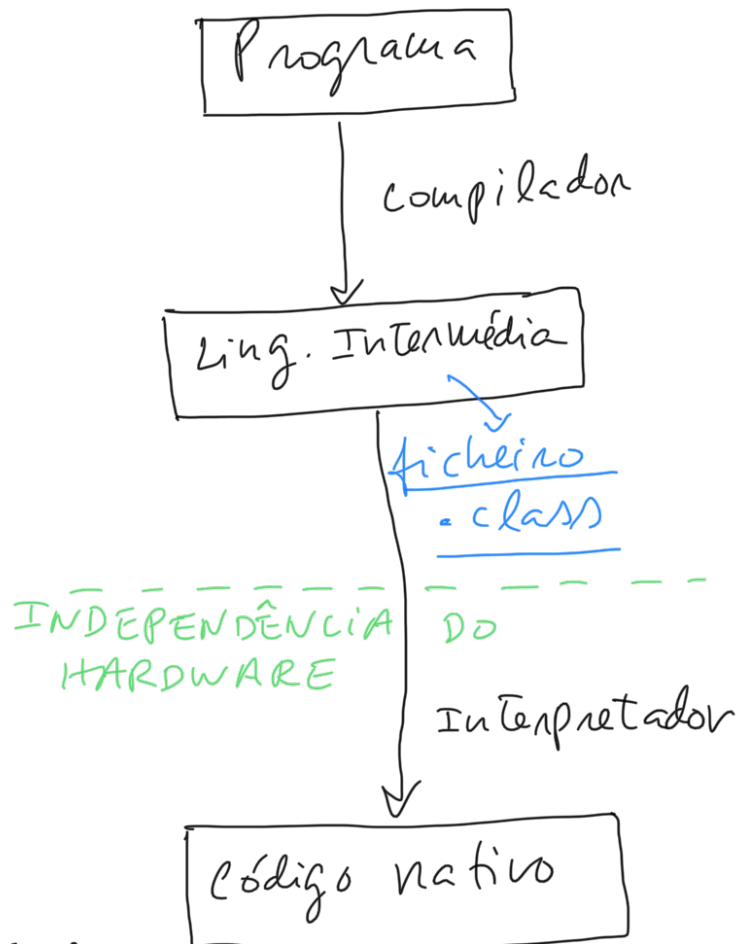 Programa
compilador
Ling. Intermédia
ficheiro
.class
INDEPENDÊNCIA DO
HARDWARE
Interpretador
Código nativo